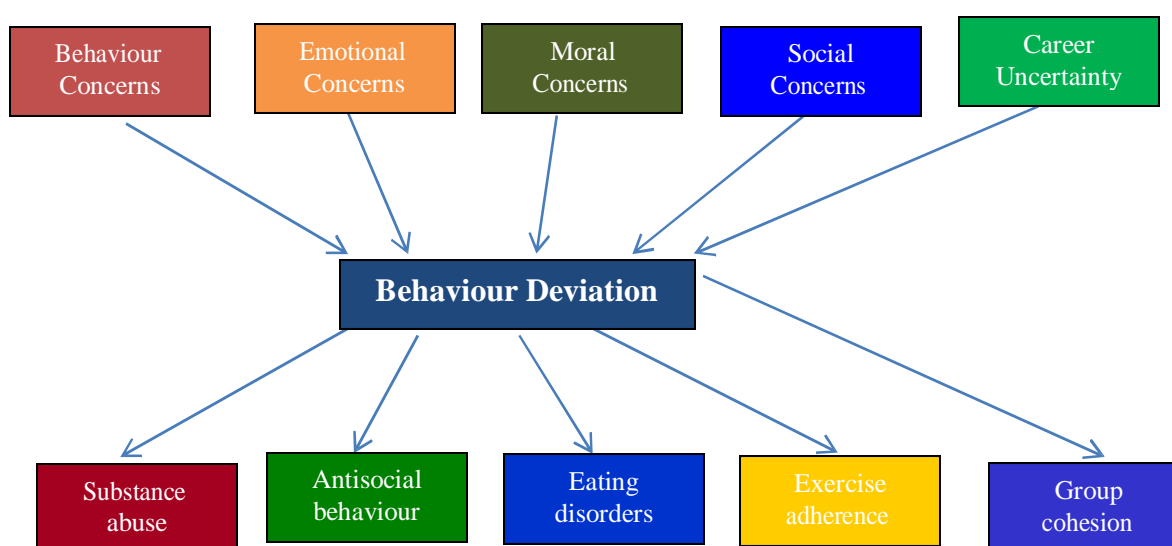 Behaviour
Concerns
Emotional
Concerns
Moral
Concerns
Social
Concerns
Career
Uncertainty
Behaviour Deviation
Substance
abuse
Antisocial
behaviour
Eating
disorders
Exercise
adherence
Group
cohesion